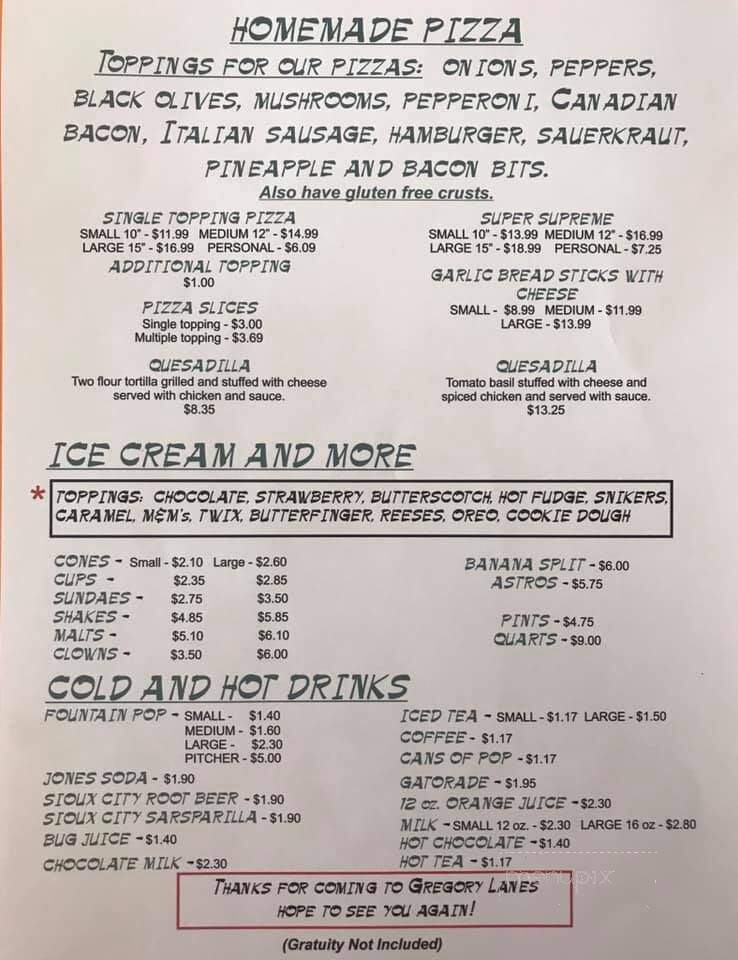 HOMEMADE PIZZA
TOPPINGS FOR OUR PIZZAS: ONIONS, PEPPERS,
BLACK OLIVES, MUSHROOMS, PEPPERONI, CANADIAN
BACON, ITALIAN SAUSAGE, HAMBURGER, SAUERKRAUT,
PINEAPPLE AND BACON BITS.
Also have gluten free crusts.
SINGLE TOPPING PIZZA
SMALL 10" - $11.99 MEDIUM 12" - $14.99
LARGE 15" - $16.99 PERSONAL - $6.09
ADDITIONAL TOPPING
$1.00
PIZZA SLICES
Single topping - $3.00
Multiple topping - $3.69
QUESADILLA
Two flour tortilla grilled and stuffed with cheese
served with chicken and sauce.
$8.35
SUPER SUPREME
SMALL 10" - $13.99 MEDIUM 12" - $16.99
LARGE 15" - $18.99 PERSONAL - $7.25
GARLIC BREAD STICKS WITH
CHEESE
SMALL - $8.99 MEDIUM - $11.99
LARGE - $13.99
QUESADILLA
Tomato basil stuffed with cheese and
spiced chicken and served with sauce.
$13.25
ICE CREAM AND MORE
* TOPPINGS: CHOCOLATE, STRAWBERRY, BUTTERSCOTCH, HOT FUDGE, SNIKERS,
CARAMEL, M&M's, TWIX, BUTTERFINGER, REESES, OREO, COOKIE DOUGH
CONES - Small - $2.10 Large - $2.60
CUPS - $2.35 $2.85
SUNDAES - $2.75 $3.50
SHAKES - $4.85 $5.85
MALTS - $5.10 $6.10
CLOWNS - $3.50 $6.00
BANANA SPLIT - $6.00
ASTROS - $5.75
PINTS - $4.75
QUARTS - $9.00
COLD AND HOT DRINKS
FOUNTAIN POP - SMALL - $1.40
MEDIUM - $1.60
LARGE - $2.30
PITCHER - $5.00
JONES SODA - $1.90
SIOUX CITY ROOT BEER - $1.90
SIOUX CITY SARSPARILLA - $1.90
BUG JUICE - $1.40
CHOCOLATE MILK - $2.30
ICED TEA - SMALL - $1.17 LARGE - $1.50
COFFEE - $1.17
CANS OF POP - $1.17
GATORADE - $1.95
12 oz. ORANGE JUICE - $2.30
MILK - SMALL 12 oz. - $2.30 LARGE 16 oz - $2.80
HOT CHOCOLATE - $1.40
HOT TEA - $1.17
menupix
THANKS FOR COMING TO GREGORY LANES
HOPE TO SEE YOU AGAIN!
(Gratuity Not Included)